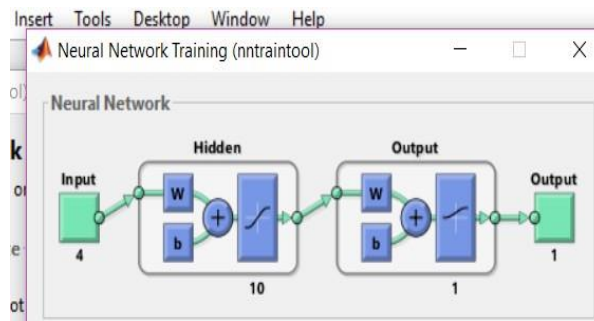 Insert Tools Desktop Window Help
Neural Network Training (nntraintool)
Neural Network
Hidden
Output
Input
W
b
+
W
b
+
Output
4
10
1
1